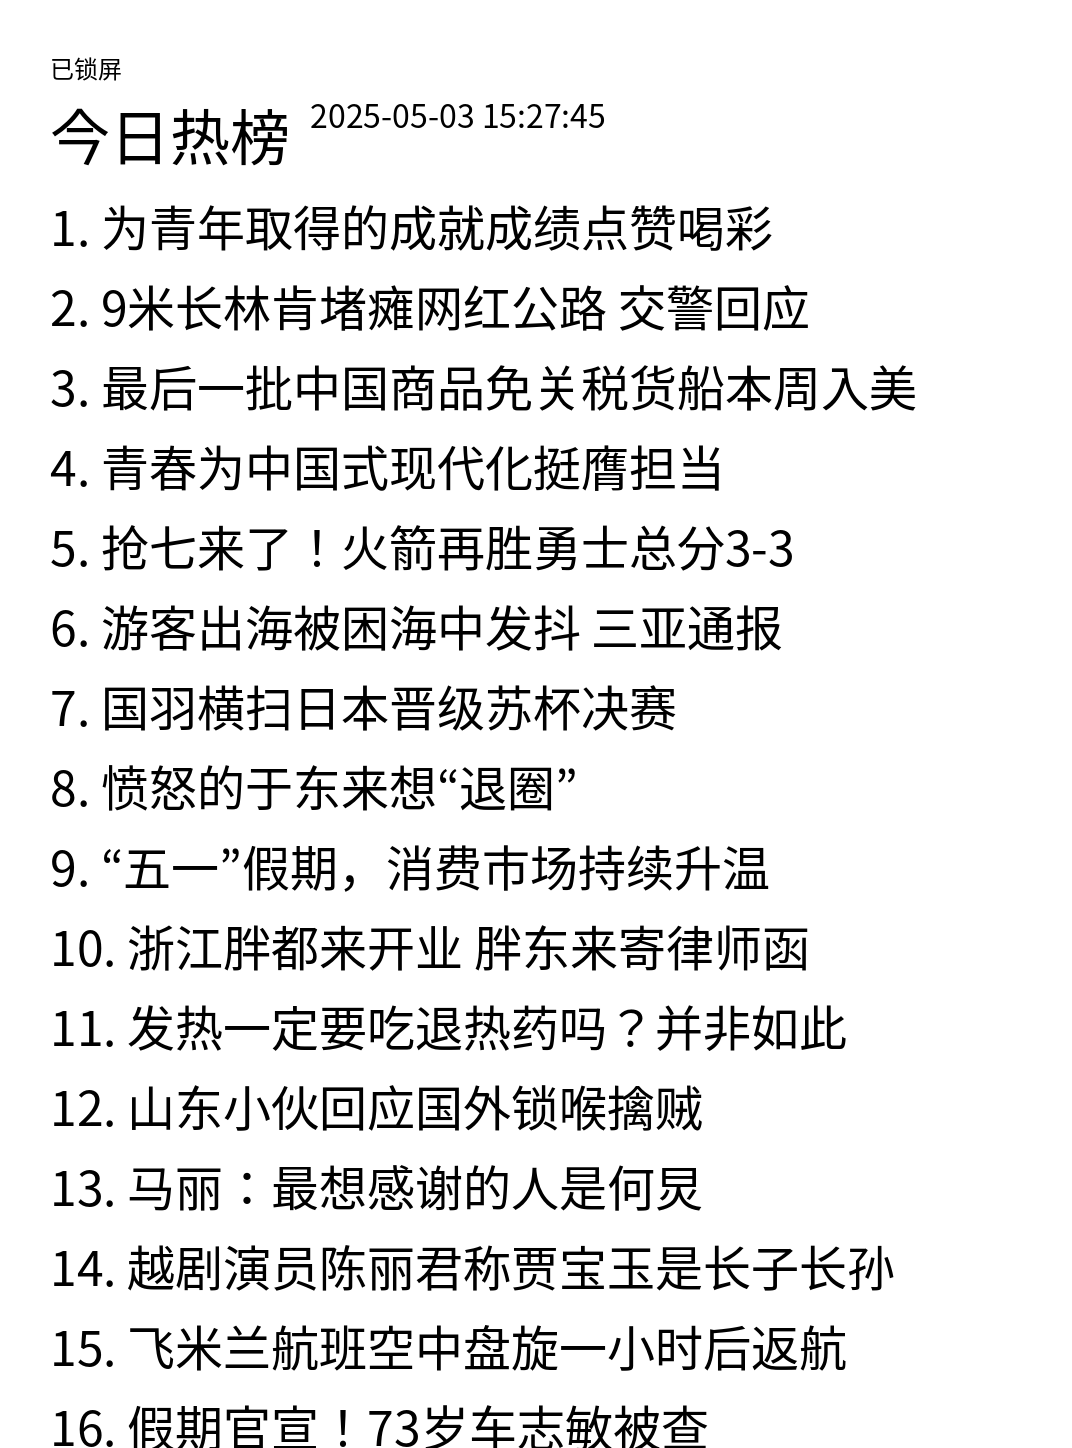 已锁屏
今日热榜 2025-05-03 15:27:45
1. 为青年取得的成就成绩点赞喝彩
2. 9米长林肯堵瘫网红公路 交警回应
3. 最后一批中国商品免关税货船本周入美
4. 青春为中国式现代化挺膺担当
5. 抢七来了！火箭再胜勇士总分3-3
6. 游客出海被困海中发抖 三亚通报
7. 国羽横扫日本晋级苏杯决赛
8. 愤怒的于东来想“退圈”
9. “五一”假期，消费市场持续升温
10. 浙江胖都来开业 胖东来寄律师函
11. 发热一定要吃退热药吗？并非如此
12. 山东小伙回应国外锁喉擒贼
13. 马丽：最想感谢的人是何炅
14. 越剧演员陈丽君称贾宝玉是长子长孙
15. 飞米兰航班空中盘旋一小时后返航
16. 假期官宣！73岁车志敏被查